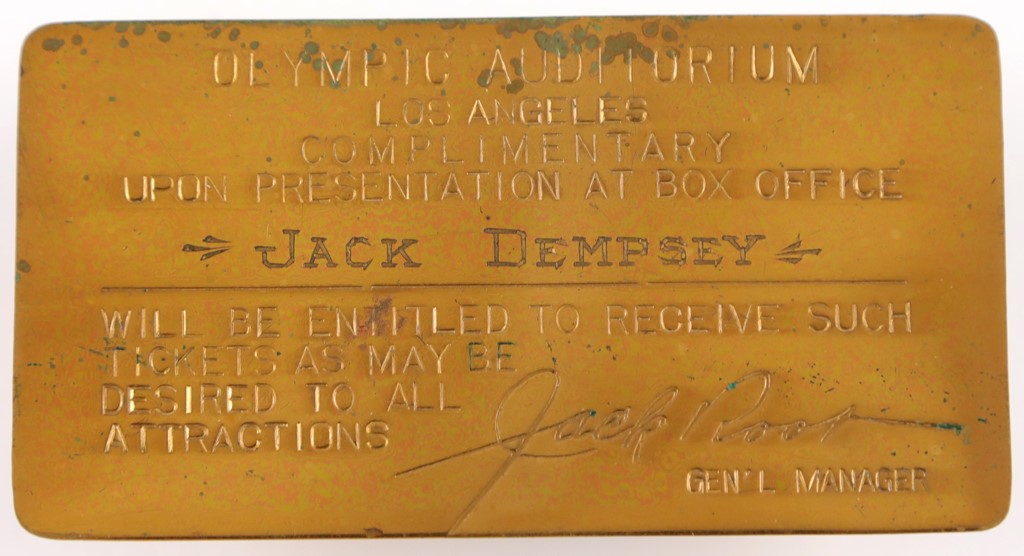 OLYMPIC AUDITORIUM
LOS ANGELES
COMPLIMENTARY
UPON PRESENTATION AT BOX OFFICE
JACK DEMPSEY
WILL BE ENTITLED TO RECEIVE SUCH
TICKETS AS MAY BE
DESIRED TO ALL
ATTRACTIONS
Jack Root
GEN'L MANAGER